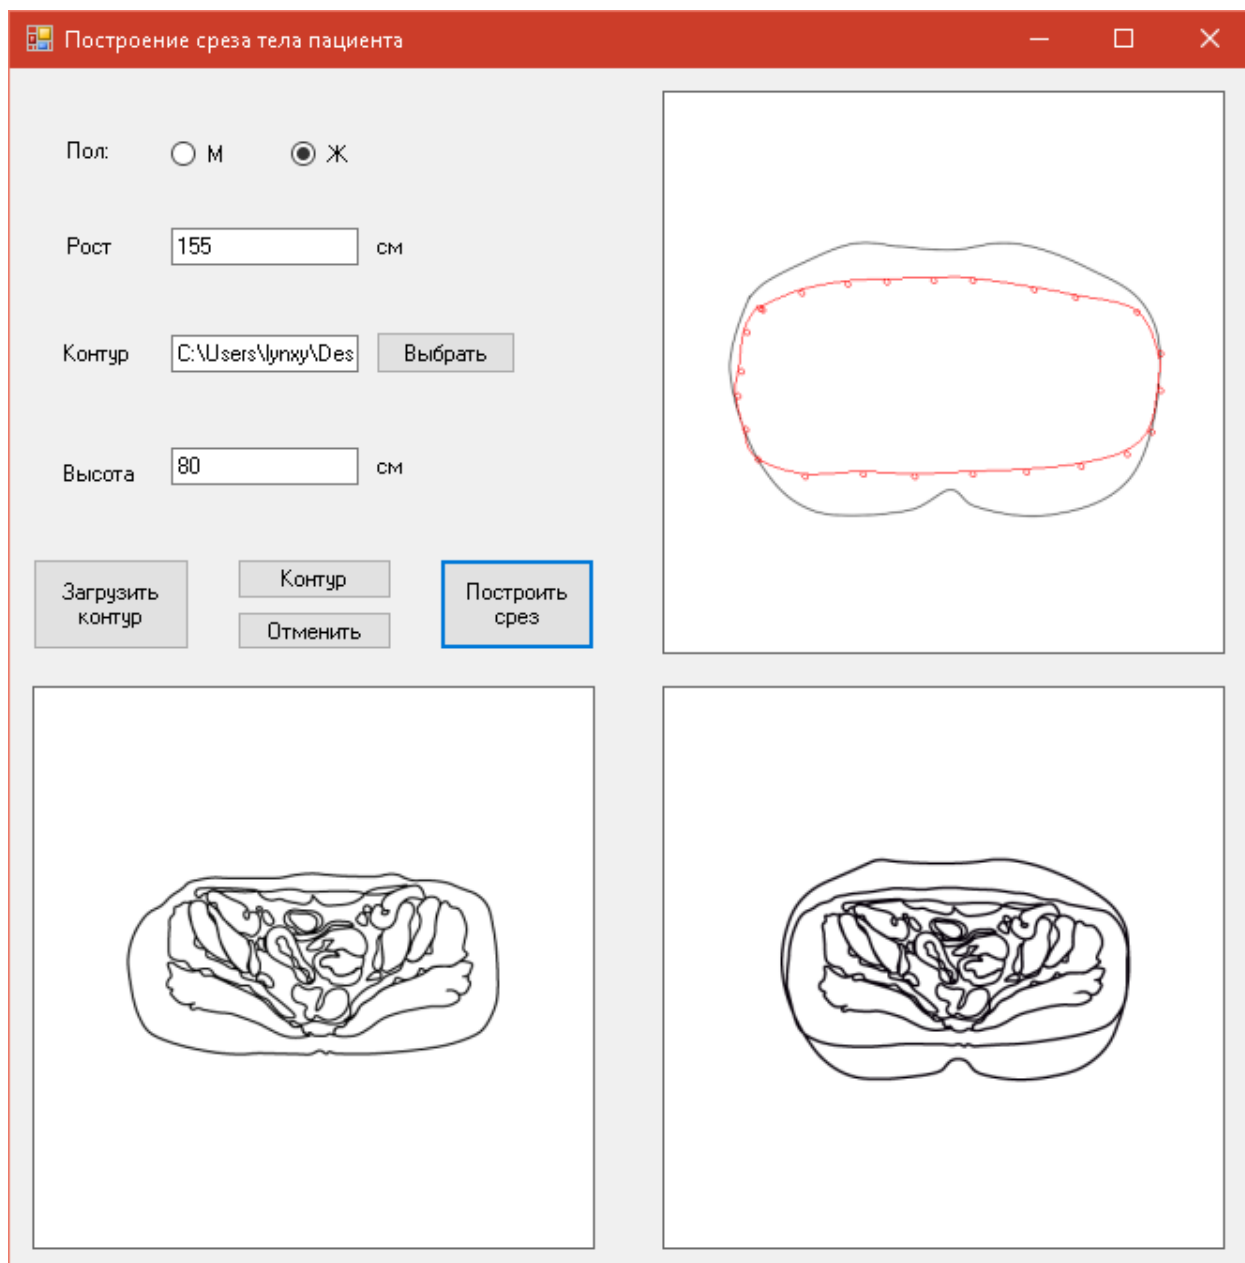 Построение среза тела пациента
Пол: М Ж
Рост 155 см
Контур C:\Users\lynxy\Des Выбрать
Высота 80 см
Загрузить
контур
Контур
Отменить
Построить
срез